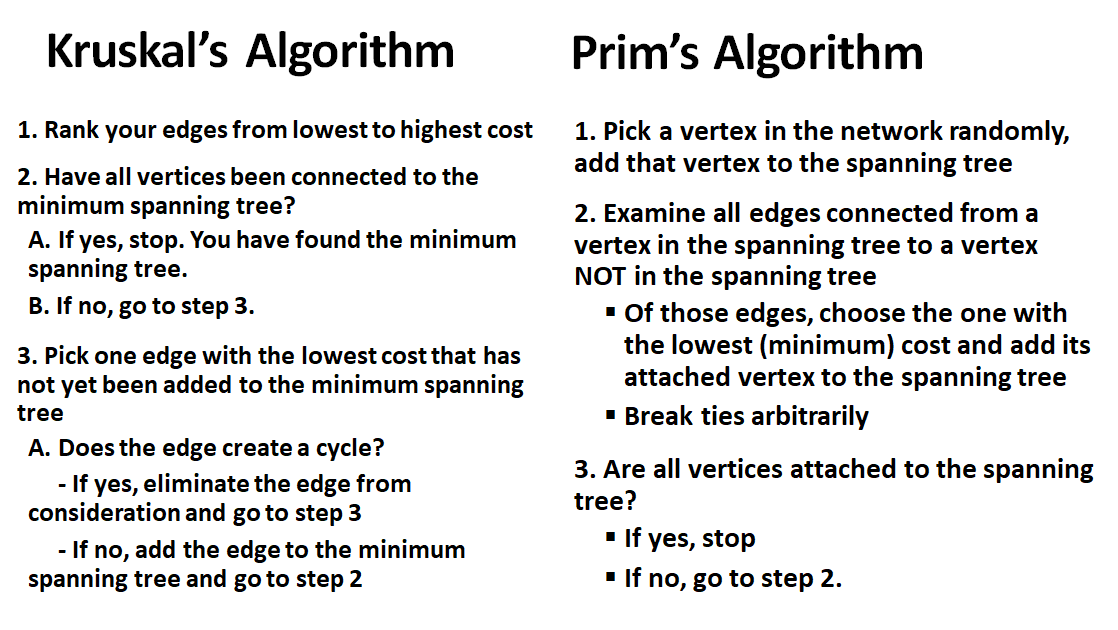 Kruskal's Algorithm
1. Rank your edges from lowest to highest cost
2. Have all vertices been connected to the
minimum spanning tree?
A. If yes, stop. You have found the minimum
spanning tree.
B. If no, go to step 3.
3. Pick one edge with the lowest cost that has
not yet been added to the minimum spanning
tree
A. Does the edge create a cycle?
- If yes, eliminate the edge from
consideration and go to step 3
- If no, add the edge to the minimum
spanning tree and go to step 2
Prim's Algorithm
1. Pick a vertex in the network randomly,
add that vertex to the spanning tree
2. Examine all edges connected from a
vertex in the spanning tree to a vertex
NOT in the spanning tree
▪ Of those edges, choose the one with
the lowest (minimum) cost and add its
attached vertex to the spanning tree
▪ Break ties arbitrarily
3. Are all vertices attached to the spanning
tree?
▪ If yes, stop
▪ If no, go to step 2.